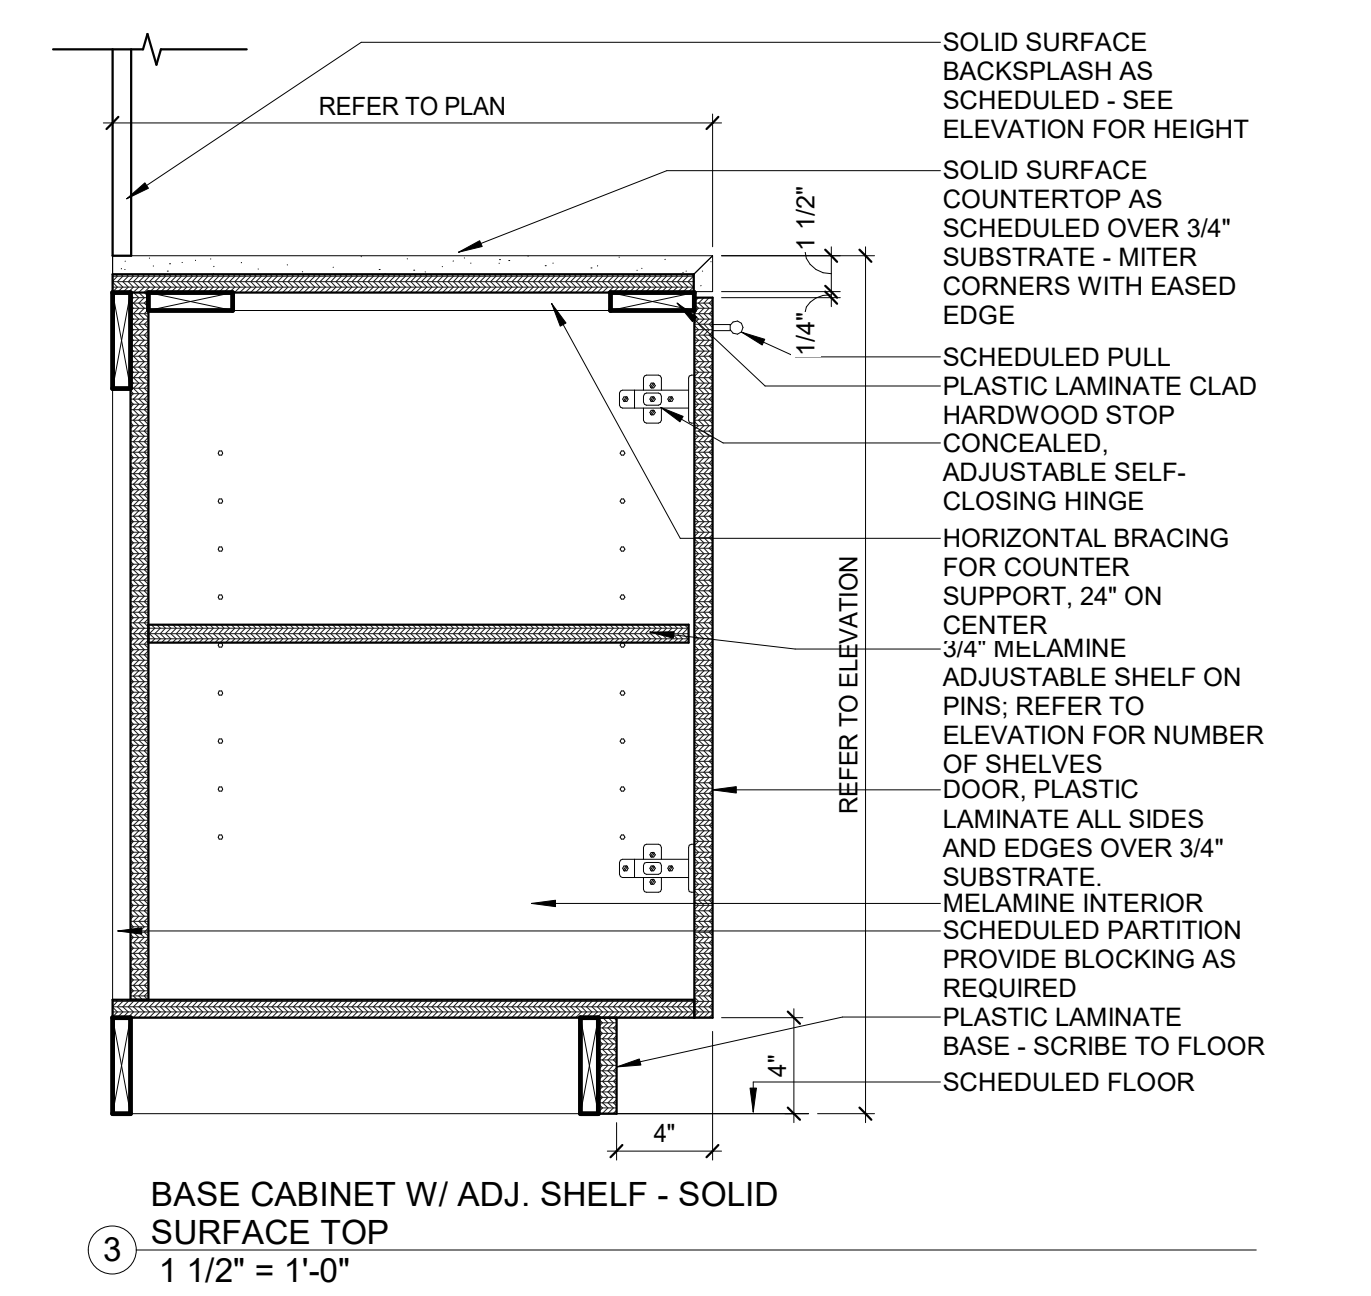 SOLID SURFACE
BACKSPLASH AS
SCHEDULED - SEE
ELEVATION FOR HEIGHT
REFER TO PLAN
SOLID SURFACE
COUNTERTOP AS
SCHEDULED OVER 3/4"
SUBSTRATE - MITER
CORNERS WITH EASED
EDGE
1 1/2"
1/4"
SCHEDULED PULL
PLASTIC LAMINATE CLAD
HARDWOOD STOP
CONCEALED,
ADJUSTABLE SELF-
CLOSING HINGE
HORIZONTAL BRACING
FOR COUNTER
SUPPORT, 24" ON
CENTER
3/4" MELAMINE
ADJUSTABLE SHELF ON
PINS; REFER TO
ELEVATION FOR NUMBER
OF SHELVES
REFER TO ELEVATION
DOOR, PLASTIC
LAMINATE ALL SIDES
AND EDGES OVER 3/4"
SUBSTRATE.
MELAMINE INTERIOR
SCHEDULED PARTITION
PROVIDE BLOCKING AS
REQUIRED
PLASTIC LAMINATE
BASE - SCRIBE TO FLOOR
4"
SCHEDULED FLOOR
4"
BASE CABINET W/ ADJ. SHELF - SOLID
SURFACE TOP
3
1 1/2" = 1'-0"